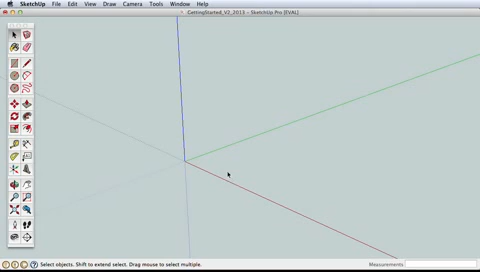 SketchUp File Edit View Draw Camera Tools Window Help
GettingStarted_V2_2013 - SketchUp Pro [EVAL]
Select objects. Shift to extend select. Drag mouse to select multiple. Measurements